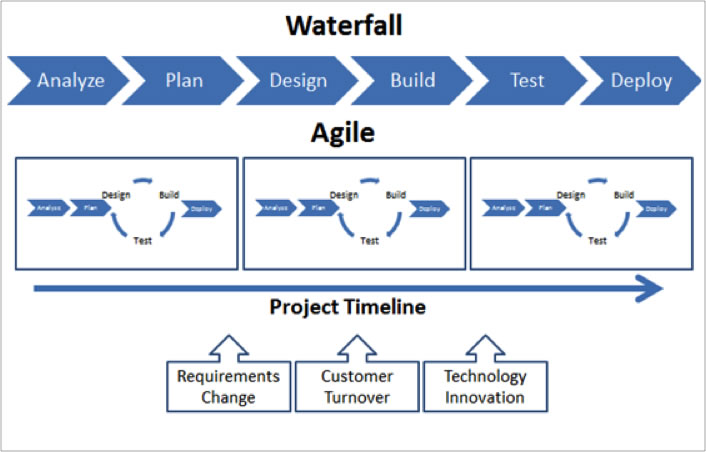 Waterfall
Analyze Plan Design Build Test Deploy
Agile
Design Build Design Build Design Build
Analysis Plan Deploy Analysis Plan Deploy Analysis Plan Deploy
Test Test Test
Project Timeline
Requirements Customer Technology
Change Turnover Innovation